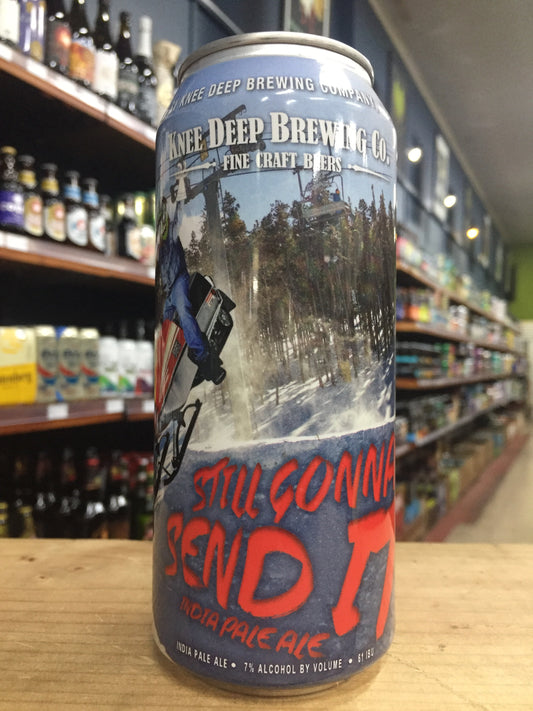 KNEE DEEP BREWING COMPANY
KNEE DEEP BREWING CO.
FINE CRAFT BEERS
STILL GONNA
SEND IT
INDIA PALE ALE
INDIA PALE ALE • 7% ALCOHOL BY VOLUME • 61 IBU